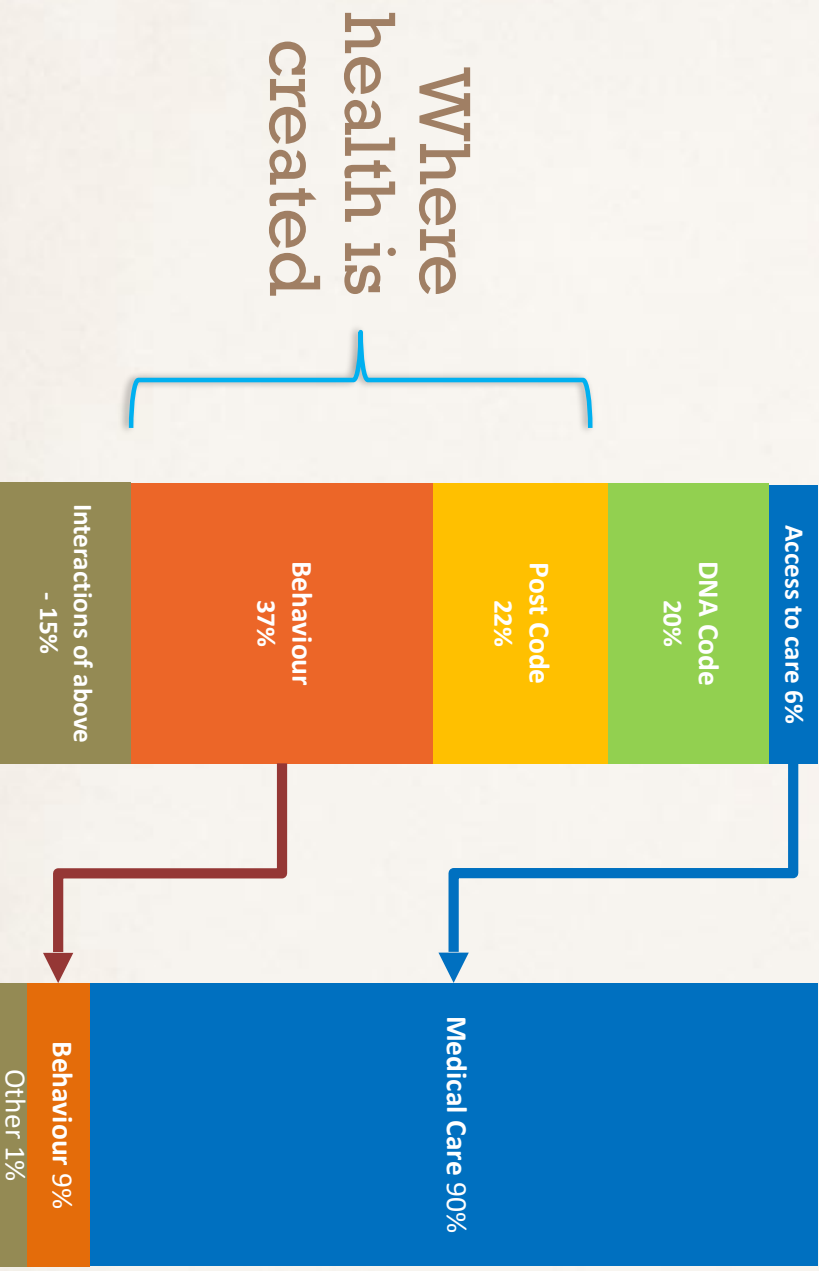 Where
health is
created
Access to care 6%
DNA Code
20%
Post Code
22%
Behaviour
37%
Interactions of above
- 15%
Medical Care 90%
Behaviour 9%
Other 1%